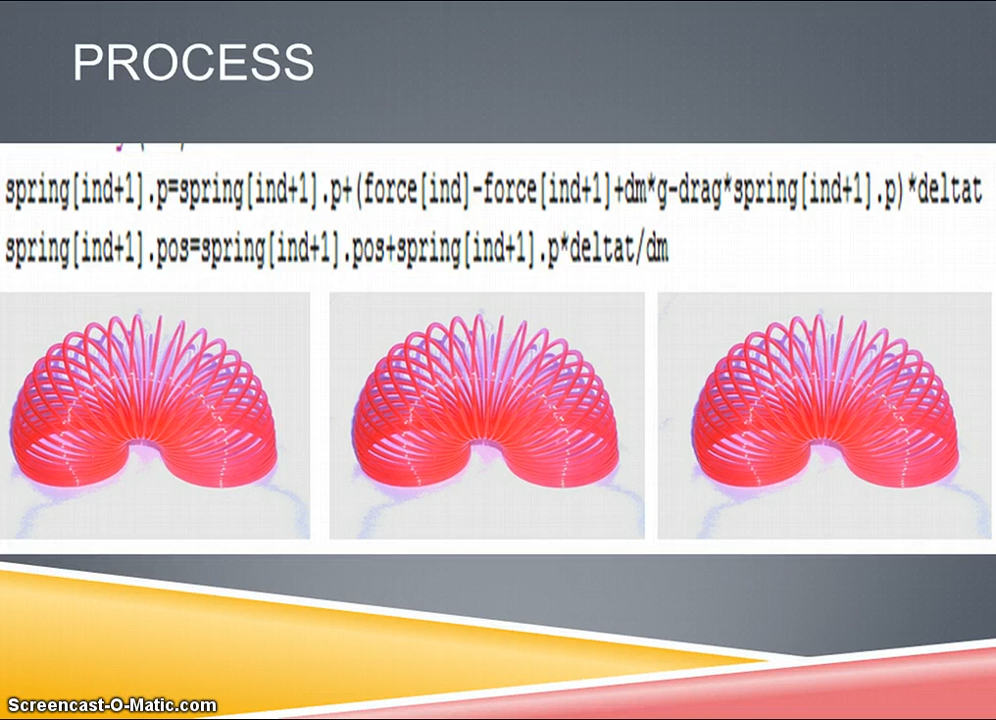 PROCESS
spring[ind+1].p=spring[ind+1].p+(force[ind]-force[ind+1]+dm*g-drag*spring[ind+1].p)*deltat
spring[ind+1].pos=spring[ind+1].pos+spring[ind+1].p*deltat/dm
Screencast-O-Matic.com